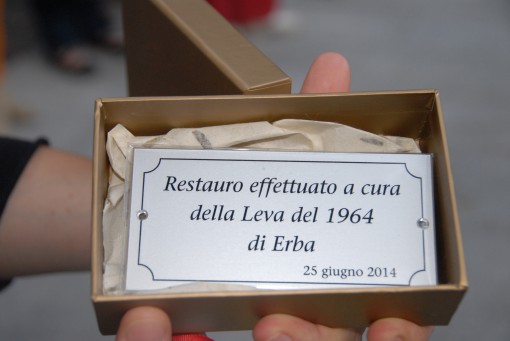 Restauro effettuato a cura
della Leva del 1964
di Erba
25 giugno 2014